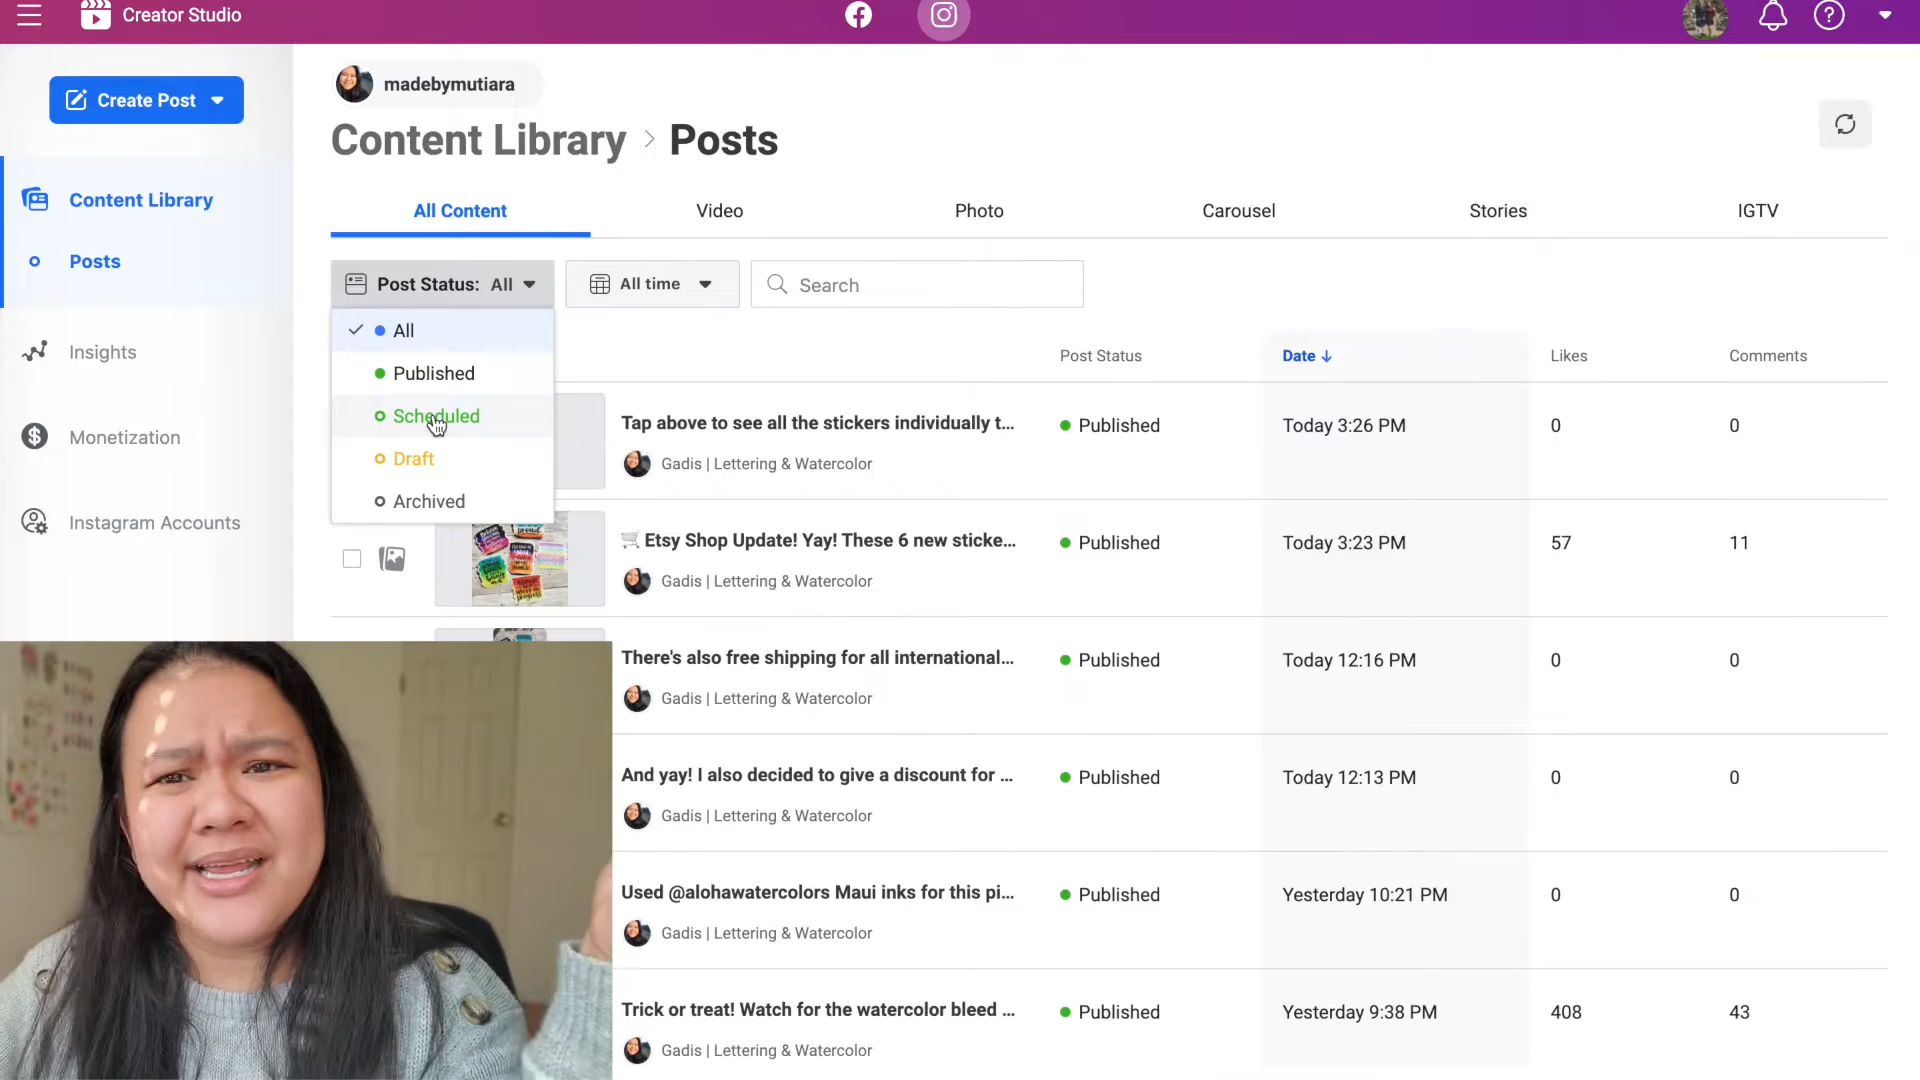 Creator Studio
Create Post
madebymutiara
Content Library > Posts
Content Library
Posts
Insights
Monetization
Instagram Accounts
All Content
Video
Photo
Carousel
Stories
IGTV
Post Status: All
All time
Search
All
Published
Scheduled
Draft
Archived
Post Status
Date ↓
Likes
Comments
Tap above to see all the stickers individually t...
Gadis | Lettering & Watercolor
Published
Today 3:26 PM
0
0
🛒 Etsy Shop Update! Yay! These 6 new sticke...
Gadis | Lettering & Watercolor
Published
Today 3:23 PM
57
11
There's also free shipping for all international...
Gadis | Lettering & Watercolor
Published
Today 12:16 PM
0
0
And yay! I also decided to give a discount for ...
Gadis | Lettering & Watercolor
Published
Today 12:13 PM
0
0
Used @alohawatercolors Maui inks for this pi...
Gadis | Lettering & Watercolor
Published
Yesterday 10:21 PM
0
0
Trick or treat! Watch for the watercolor bleed ...
Gadis | Lettering & Watercolor
Published
Yesterday 9:38 PM
408
43